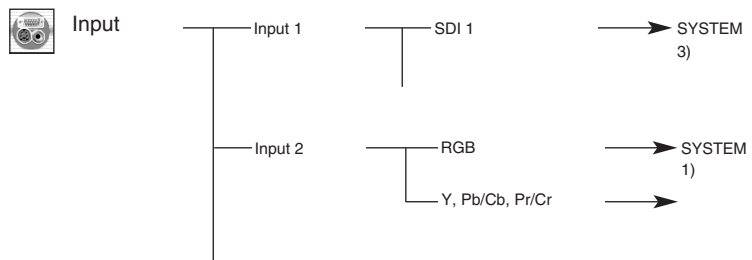 Input
Input 1 SDI 1 SYSTEM
3)
Input 2 RGB SYSTEM
1)
Y, Pb/Cb, Pr/Cr